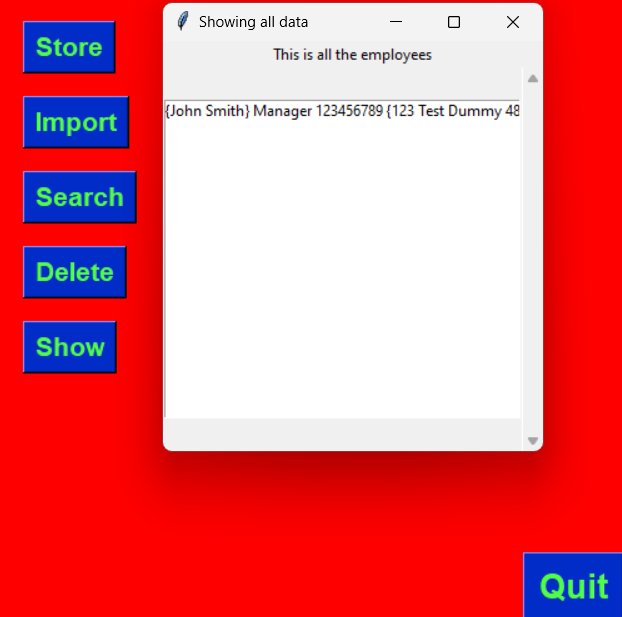 Showing all data
This is all the employees
{John Smith} Manager 123456789 {123 Test Dummy 48
Store
Import
Search
Delete
Show
Quit